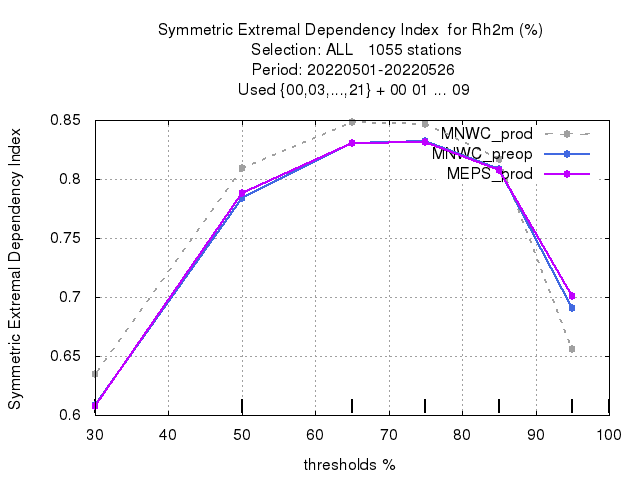 Symmetric Extremal Dependency Index  for Rh2m (%)
Selection: ALL   1055 stations
Period: 20220501-20220526
Used {00,03,...,21} + 00 01 ... 09
Symmetric Extremal Dependency Index
0.85
0.8
0.75
0.7
0.65
0.6
MNWC_prod
MNWC_preop
MEPS_prod
30 40 50 60 70 80 90 100
thresholds %